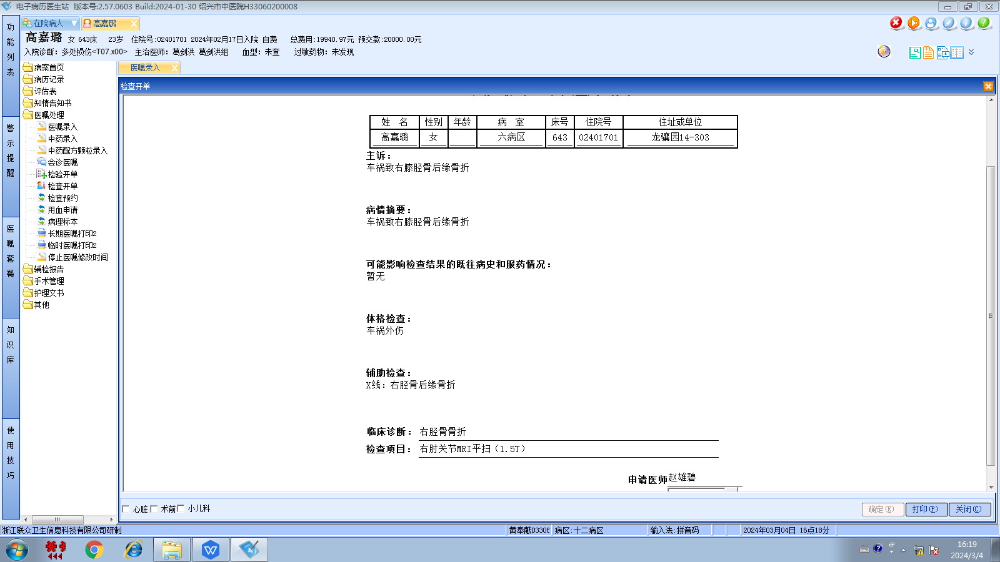 电子病历医生站 版本号:2.57.0603 Build:2024-01-30 绍兴市中医院H33060200008
功能列表
警示提醒
医嘱套餐
知识库
使用技巧
在院病人
高嘉璐
高嘉璐 女 643床 23岁 住院号:02401701 2024年02月17日入院 自费 总费用:19940.97元 预交款:20000.00元
入院诊断: 多处损伤<T07.x00> 主治医师: 葛剑洪 葛剑洪组 血型: 未查 过敏药物: 未发现
病案首页
病历记录
评估表
知情告知书
医嘱处理
医嘱录入
中药录入
中药配方颗粒录入
会诊医嘱
检验开单
检查开单
检查预约
用血申请
病理标本
长期医嘱打印2
临时医嘱打印2
停止医嘱修改时间
辅检报告
手术管理
护理文书
其他
医嘱录入
检查开单
姓 名 性别 年龄 病 室 床号 住院号 住址或单位
高嘉璐 女 六病区 643 02401701 龙骧园14-303
主诉:
车祸致右膝胫骨后缘骨折
病情摘要:
车祸致右膝胫骨后缘骨折
可能影响检查结果的既往病史和服药情况:
暂无
体格检查:
车祸外伤
辅助检查:
X线: 右胫骨后缘骨折
临床诊断: 右胫骨骨折
检查项目: 右肘关节MRI平扫（1.5T）
申请医师 赵雄碧
心脏 术前 小儿科
确定(E) 打印(P) 关闭(C)
浙江联众卫生信息科技有限公司研制 黄奉献D330E 病区:十二病区 输入法:拼音码 2024年03月04日 16点18分
16:19
2024/3/4